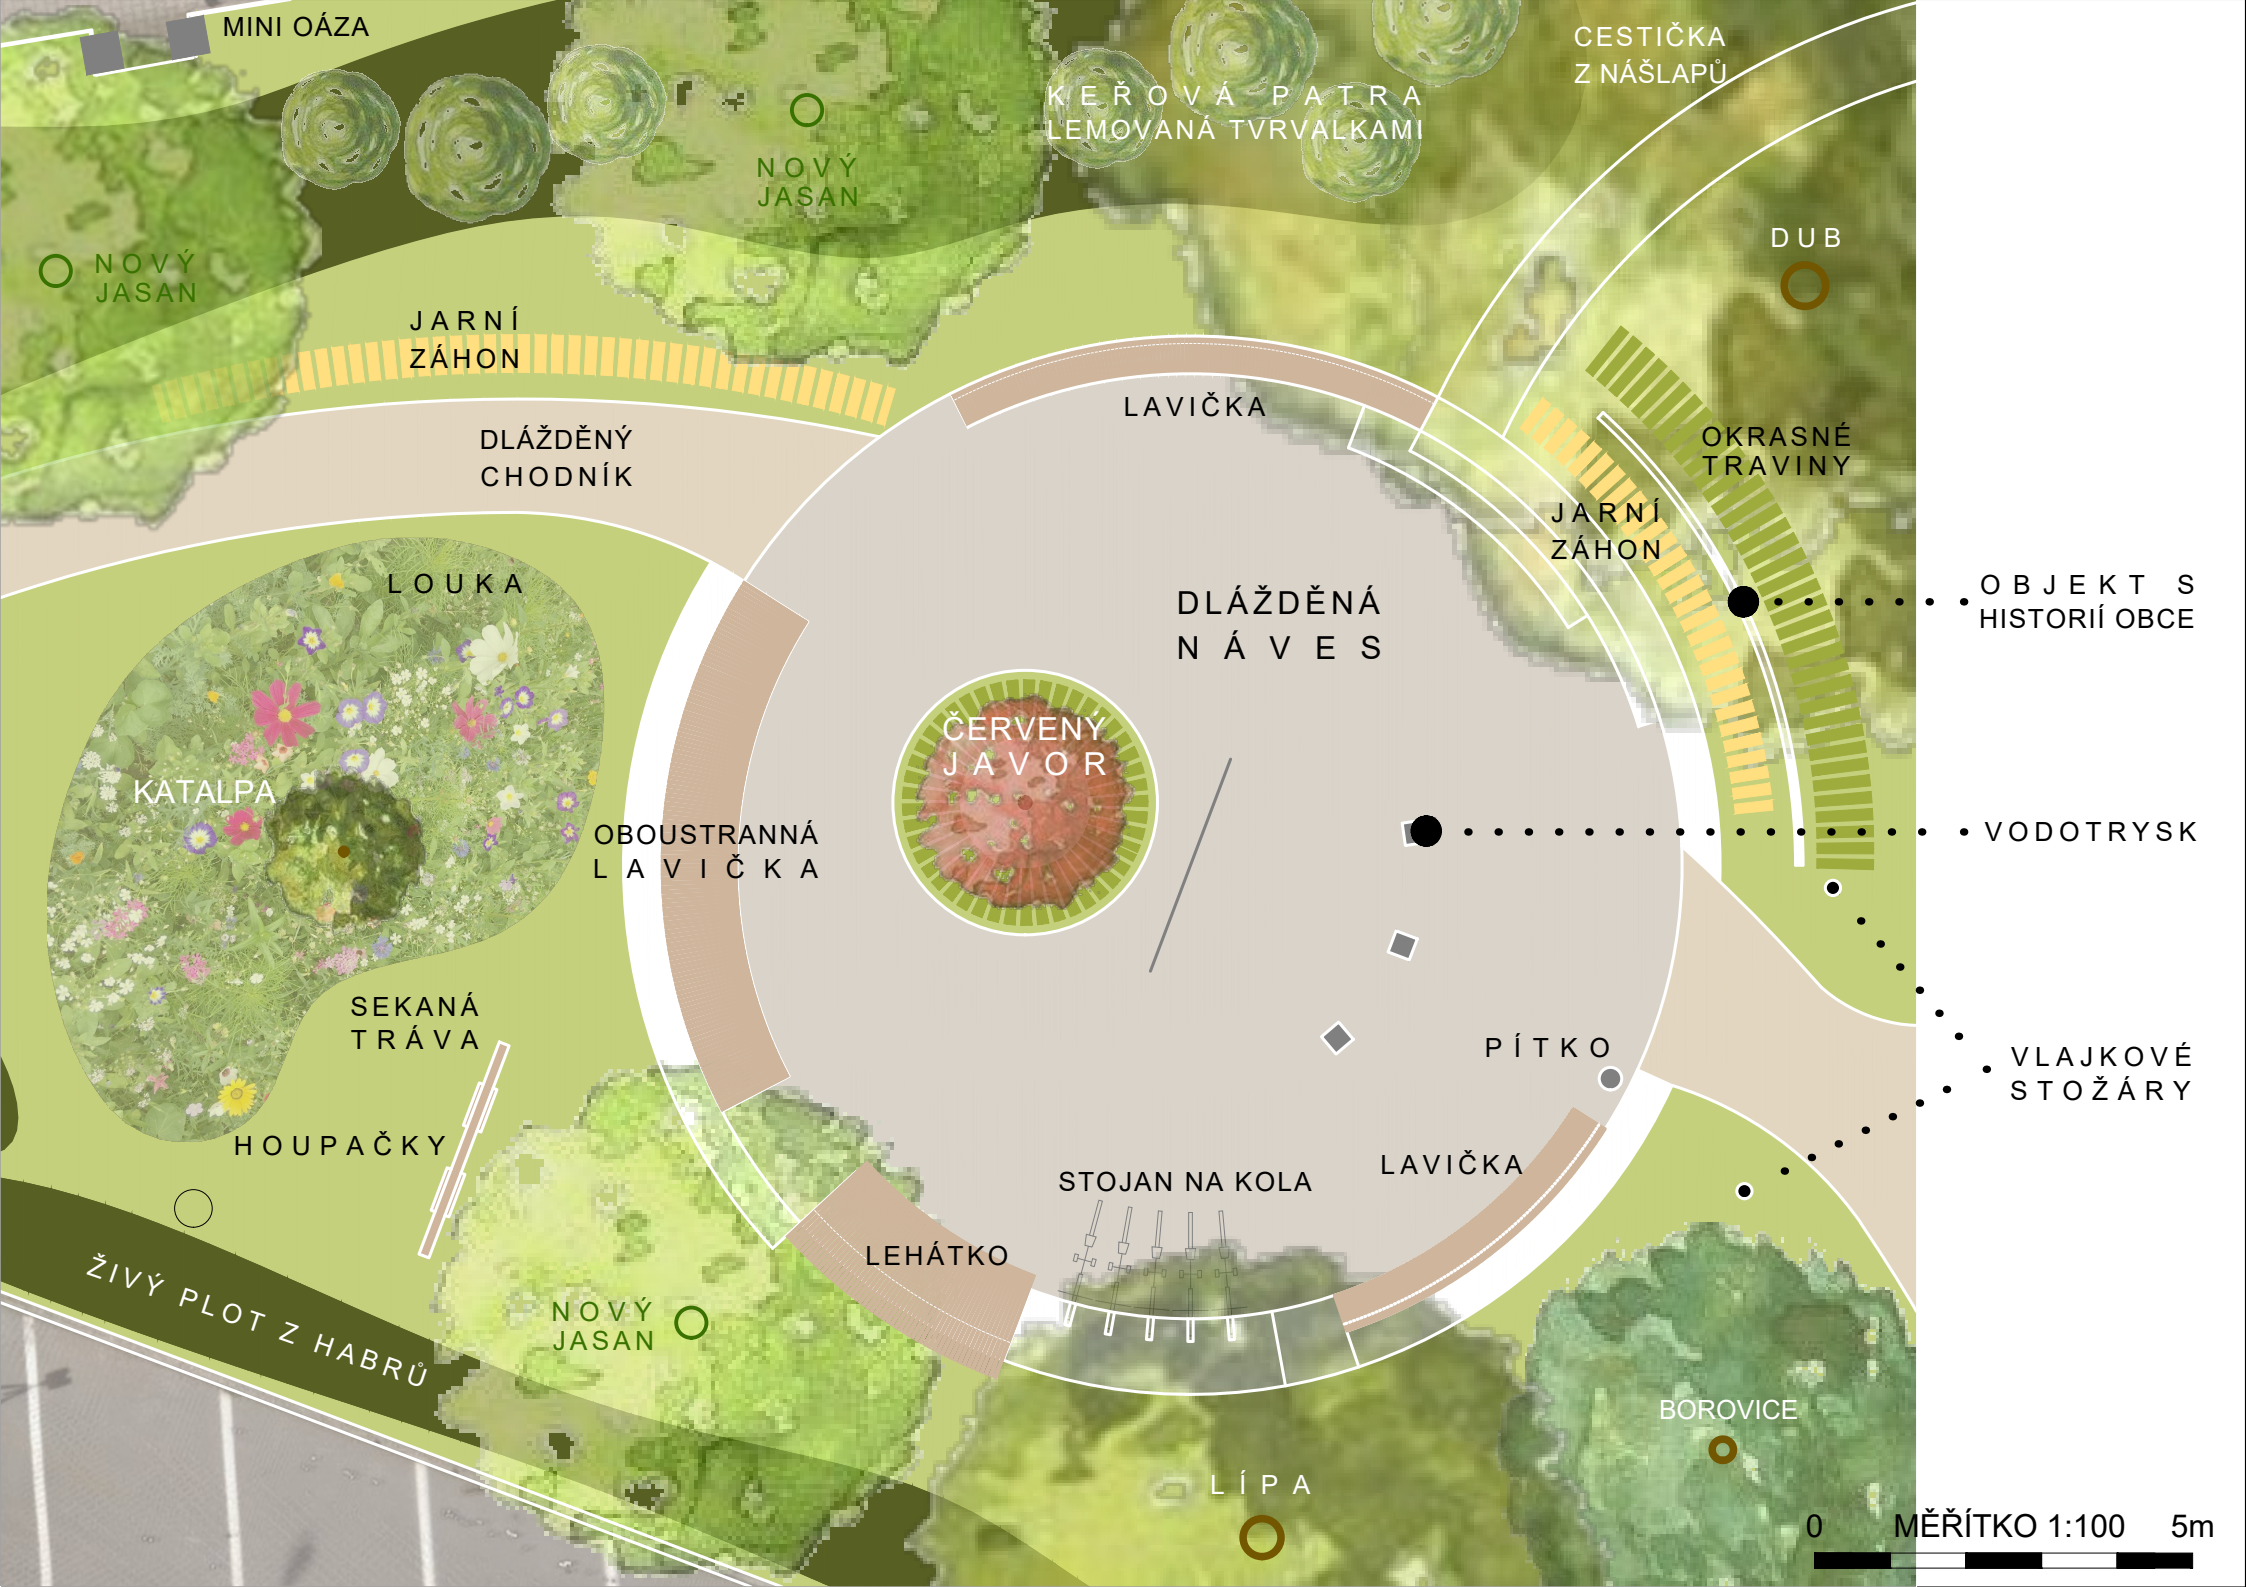 MINI OÁZA
CESTIČKA
Z NÁŠLAPŮ
KEŘOVÁ PATRA
LEMOVANÁ TVRVALKAMI
NOVÝ
JASAN
DUB
NOVÝ
JASAN
JARNÍ
ZÁHON
LAVIČKA
DLÁŽDĚNÝ
CHODNÍK
OKRASNÉ
TRAVINY
JARNÍ
ZÁHON
LOUKA
DLÁŽDĚNÁ
NÁVES
OBJEKT S
HISTORIÍ OBCE
ČERVENÝ
JAVOR
KATALPA
OBOUSTRANNÁ
LAVIČKA
VODOTRYSK
SEKANÁ
TRÁVA
PÍTKO
VLAJKOVÉ
STOŽÁRY
HOUPAČKY
LAVIČKA
STOJAN NA KOLA
LEHÁTKO
ŽIVÝ PLOT Z HABRŮ
NOVÝ
JASAN
BOROVICE
LÍPA
0 MĚŘÍTKO 1:100 5m